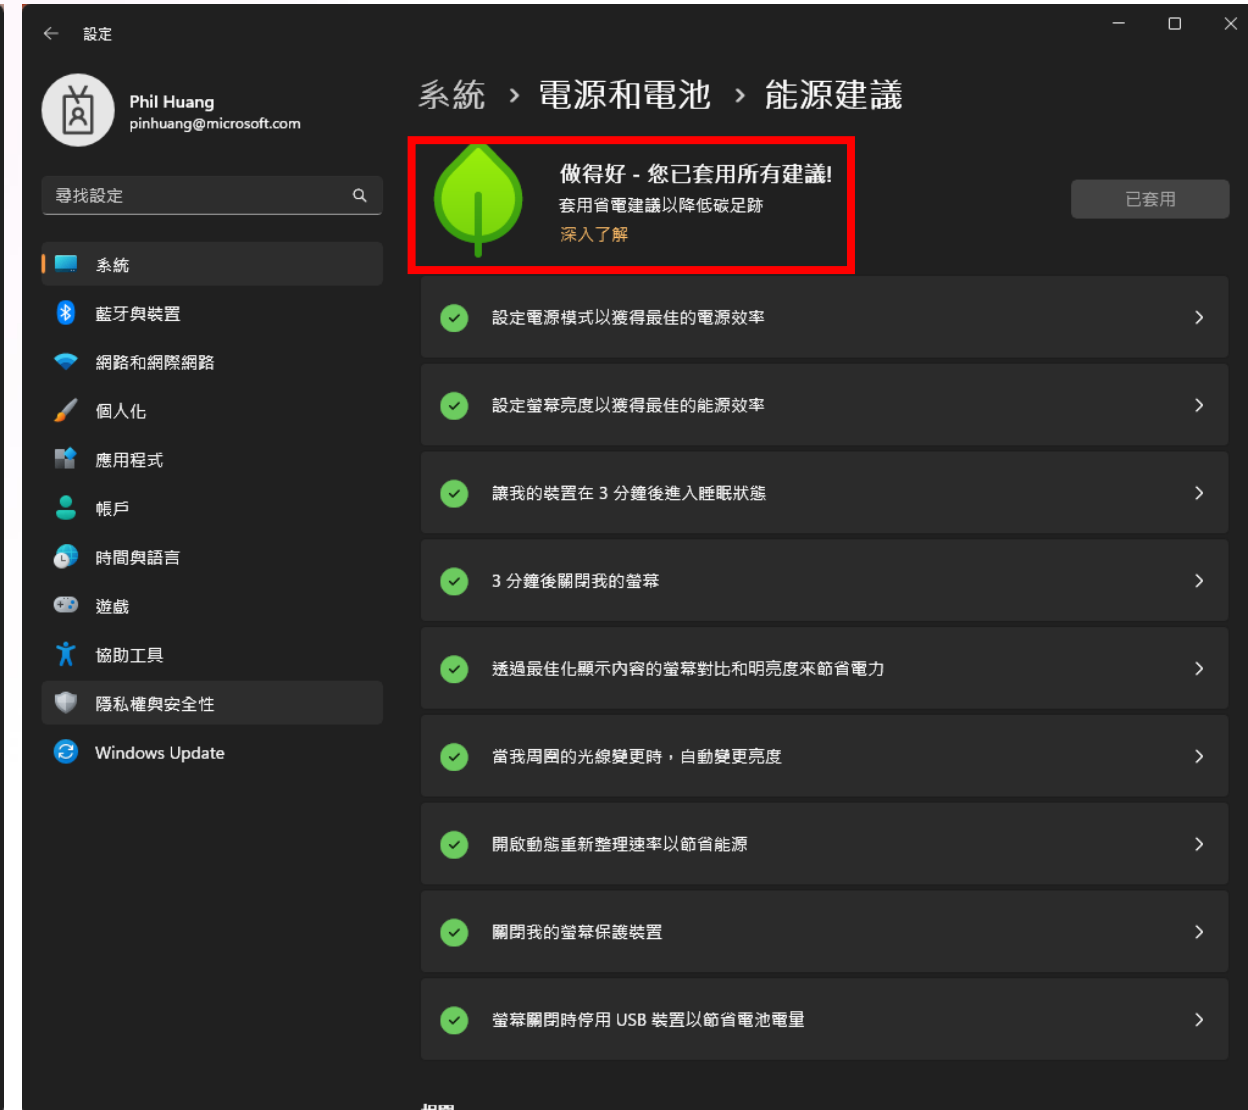 設定
Phil Huang
pinhuang@microsoft.com
尋找設定
系統
藍牙與裝置
網路和網際網路
個人化
應用程式
帳戶
時間與語言
遊戲
協助工具
隱私權與安全性
Windows Update
系統 › 電源和電池 › 能源建議
做得好 - 您已套用所有建議!
套用省電建議以降低碳足跡
深入了解
已套用
設定電源模式以獲得最佳的電源效率
設定螢幕亮度以獲得最佳的能源效率
讓我的裝置在 3 分鐘後進入睡眠狀態
3 分鐘後關閉我的螢幕
透過最佳化顯示內容的螢幕對比和明亮度來節省電力
當我周圍的光線變更時，自動變更亮度
開啟動態重新整理速率以節省能源
關閉我的螢幕保護裝置
螢幕關閉時停用 USB 裝置以節省電池電量